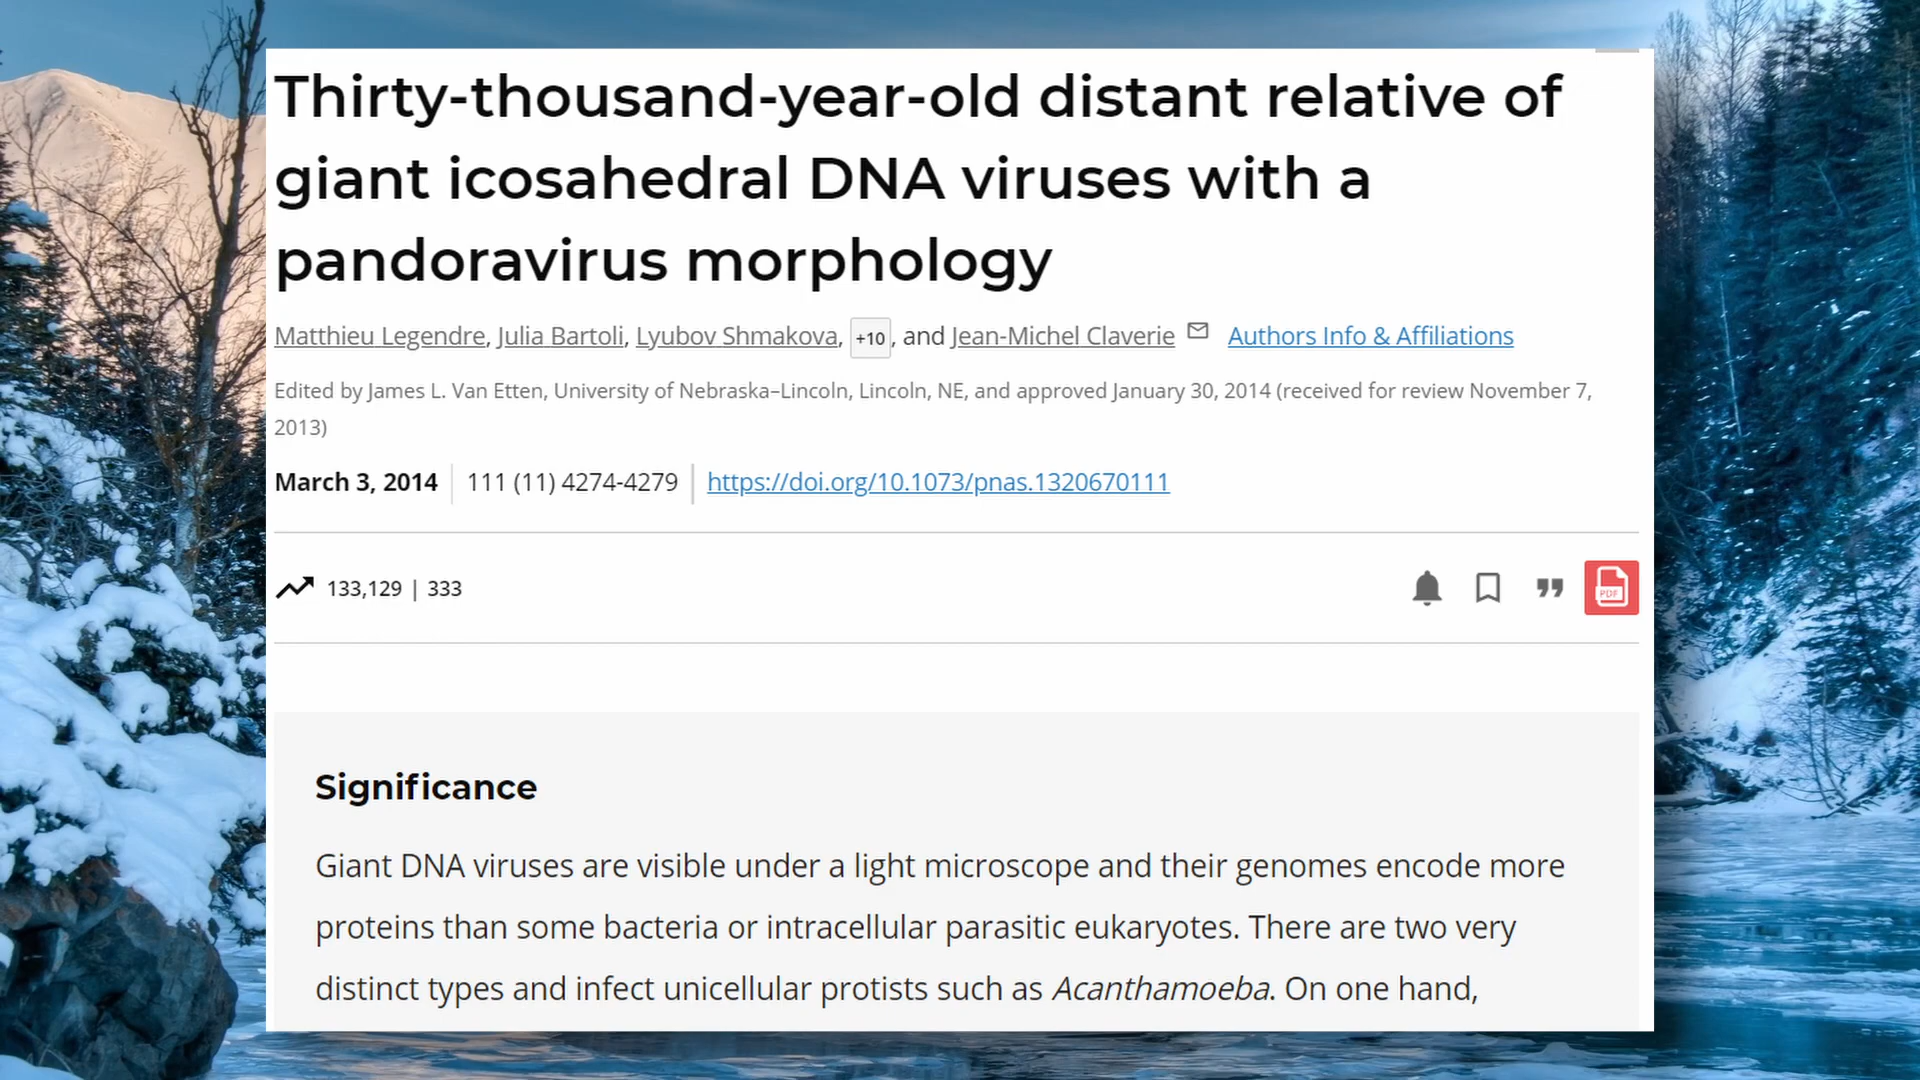 Thirty-thousand-year-old distant relative of
giant icosahedral DNA viruses with a
pandoravirus morphology
Matthieu Legendre, Julia Bartoli, Lyubov Shmakova, +10, and Jean-Michel Claverie Authors Info & Affiliations
Edited by James L. Van Etten, University of Nebraska–Lincoln, Lincoln, NE, and approved January 30, 2014 (received for review November 7,
2013)
March 3, 2014 111 (11) 4274-4279 https://doi.org/10.1073/pnas.1320670111
133,129 | 333
PDF
Significance
Giant DNA viruses are visible under a light microscope and their genomes encode more
proteins than some bacteria or intracellular parasitic eukaryotes. There are two very
distinct types and infect unicellular protists such as Acanthamoeba. On one hand,